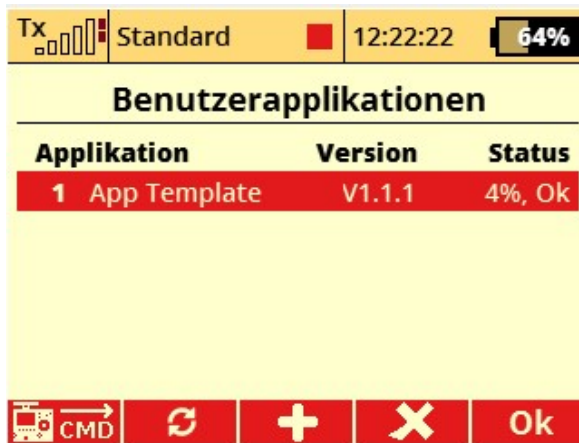 Tx Standard 12:22:22 64%
Benutzerapplikationen
Applikation Version Status
1 App Template V1.1.1 4%, Ok
CMD Ok